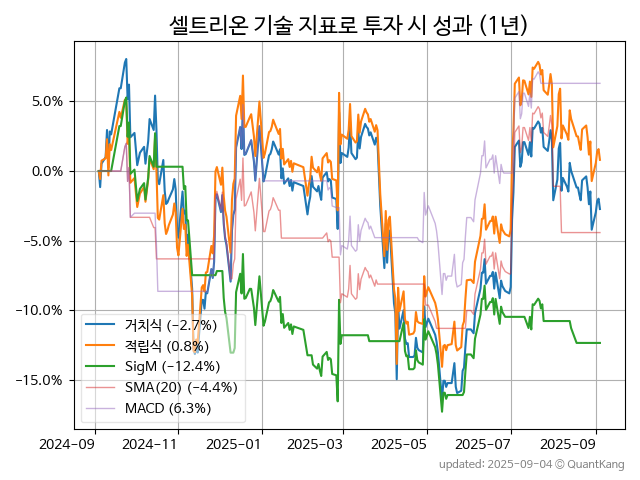 셀트리온 기술 지표로 투자 시 성과 (1년)
5.0%
0.0%
−5.0%
−10.0%
−15.0%
거치식 (−2.7%)
적립식 (0.8%)
SigM (−12.4%)
SMA(20) (−4.4%)
MACD (6.3%)
2024-09
2024-11
2025-01
2025-03
2025-05
2025-07
2025-09
updated: 2025-09-04 © QuantKang